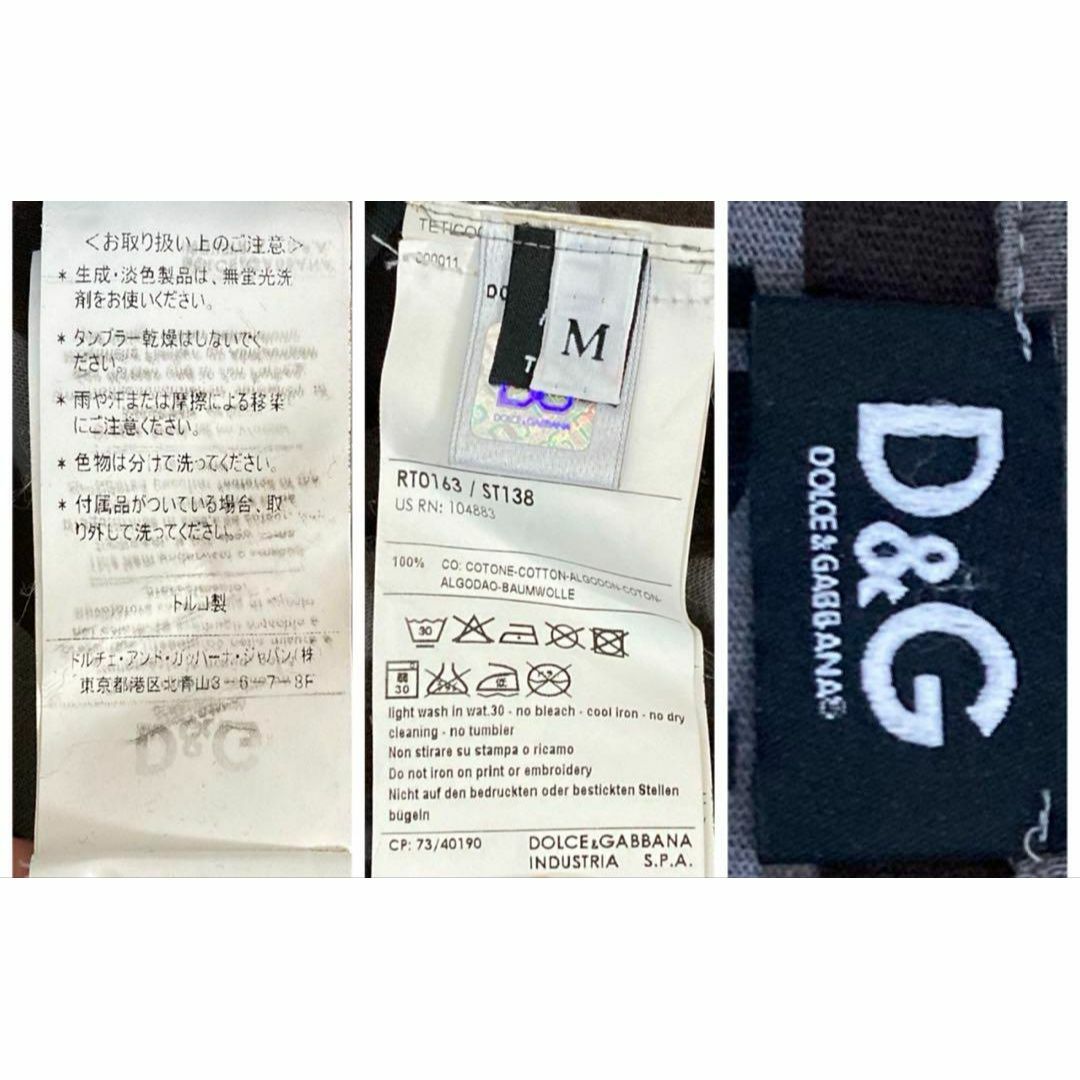 ＜お取り扱い上のご注意＞
* 生成・淡色製品は、無蛍光洗
剤をお使いください。
* タンブラー乾燥はしないでく
ださい。
* 雨や汗または摩擦による移染
にご注意ください。
* 色物は分けて洗ってください。
* 付属品がついている場合、取
り外して洗ってください。
トルコ製
ドルチェ・アンド・ガッバーナ・ジャパン/株
東京都港区北青山3-6-7-8F
D&G
000011
M
DG
DOLCE&GABBANA
RT0163 / ST138
US RN: 104883
100% CO: COTONE-COTTON-ALGODON-COTON-
ALGODAO-BAUMWOLLE
30
30
light wash in wat.30 - no bleach - cool iron - no dry
cleaning - no tumbler
Non stirare su stampa o ricamo
Do not iron on print or embroidery
Nicht auf den bedruckten oder bestickten Stellen
bügeln
CP: 73/40190
DOLCE&GABBANA
INDUSTRIA S.P.A.
D&G
DOLCE&GABBANA®